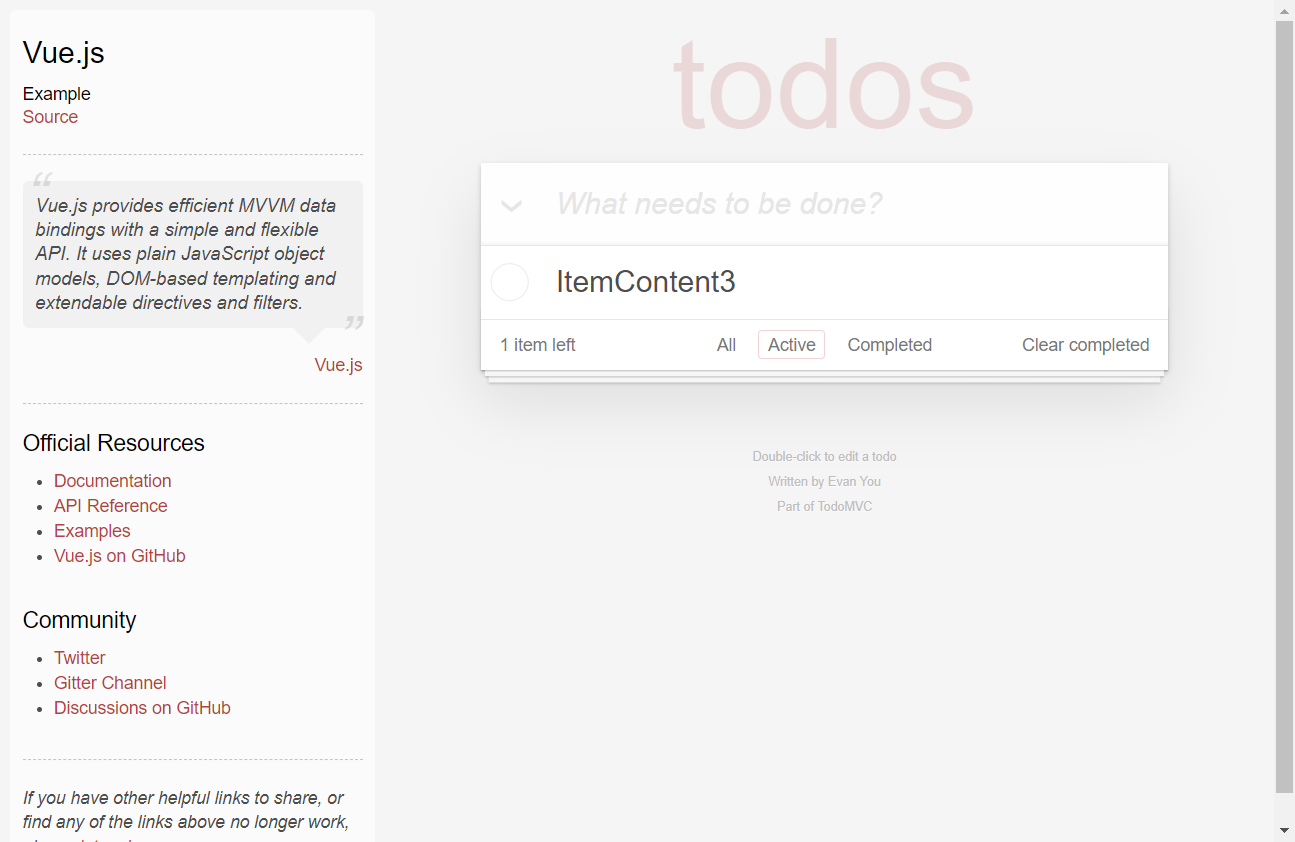 Vue.js
Example
Source
“
Vue.js provides efficient MVVM data
bindings with a simple and flexible
API. It uses plain JavaScript object
models, DOM-based templating and
extendable directives and filters.
”
Vue.js
Official Resources
Documentation
API Reference
Examples
Vue.js on GitHub
Community
Twitter
Gitter Channel
Discussions on GitHub
If you have other helpful links to share, or
find any of the links above no longer work,
todos
What needs to be done?
ItemContent3
1 item left All Active Completed Clear completed
Double-click to edit a todo
Written by Evan You
Part of TodoMVC